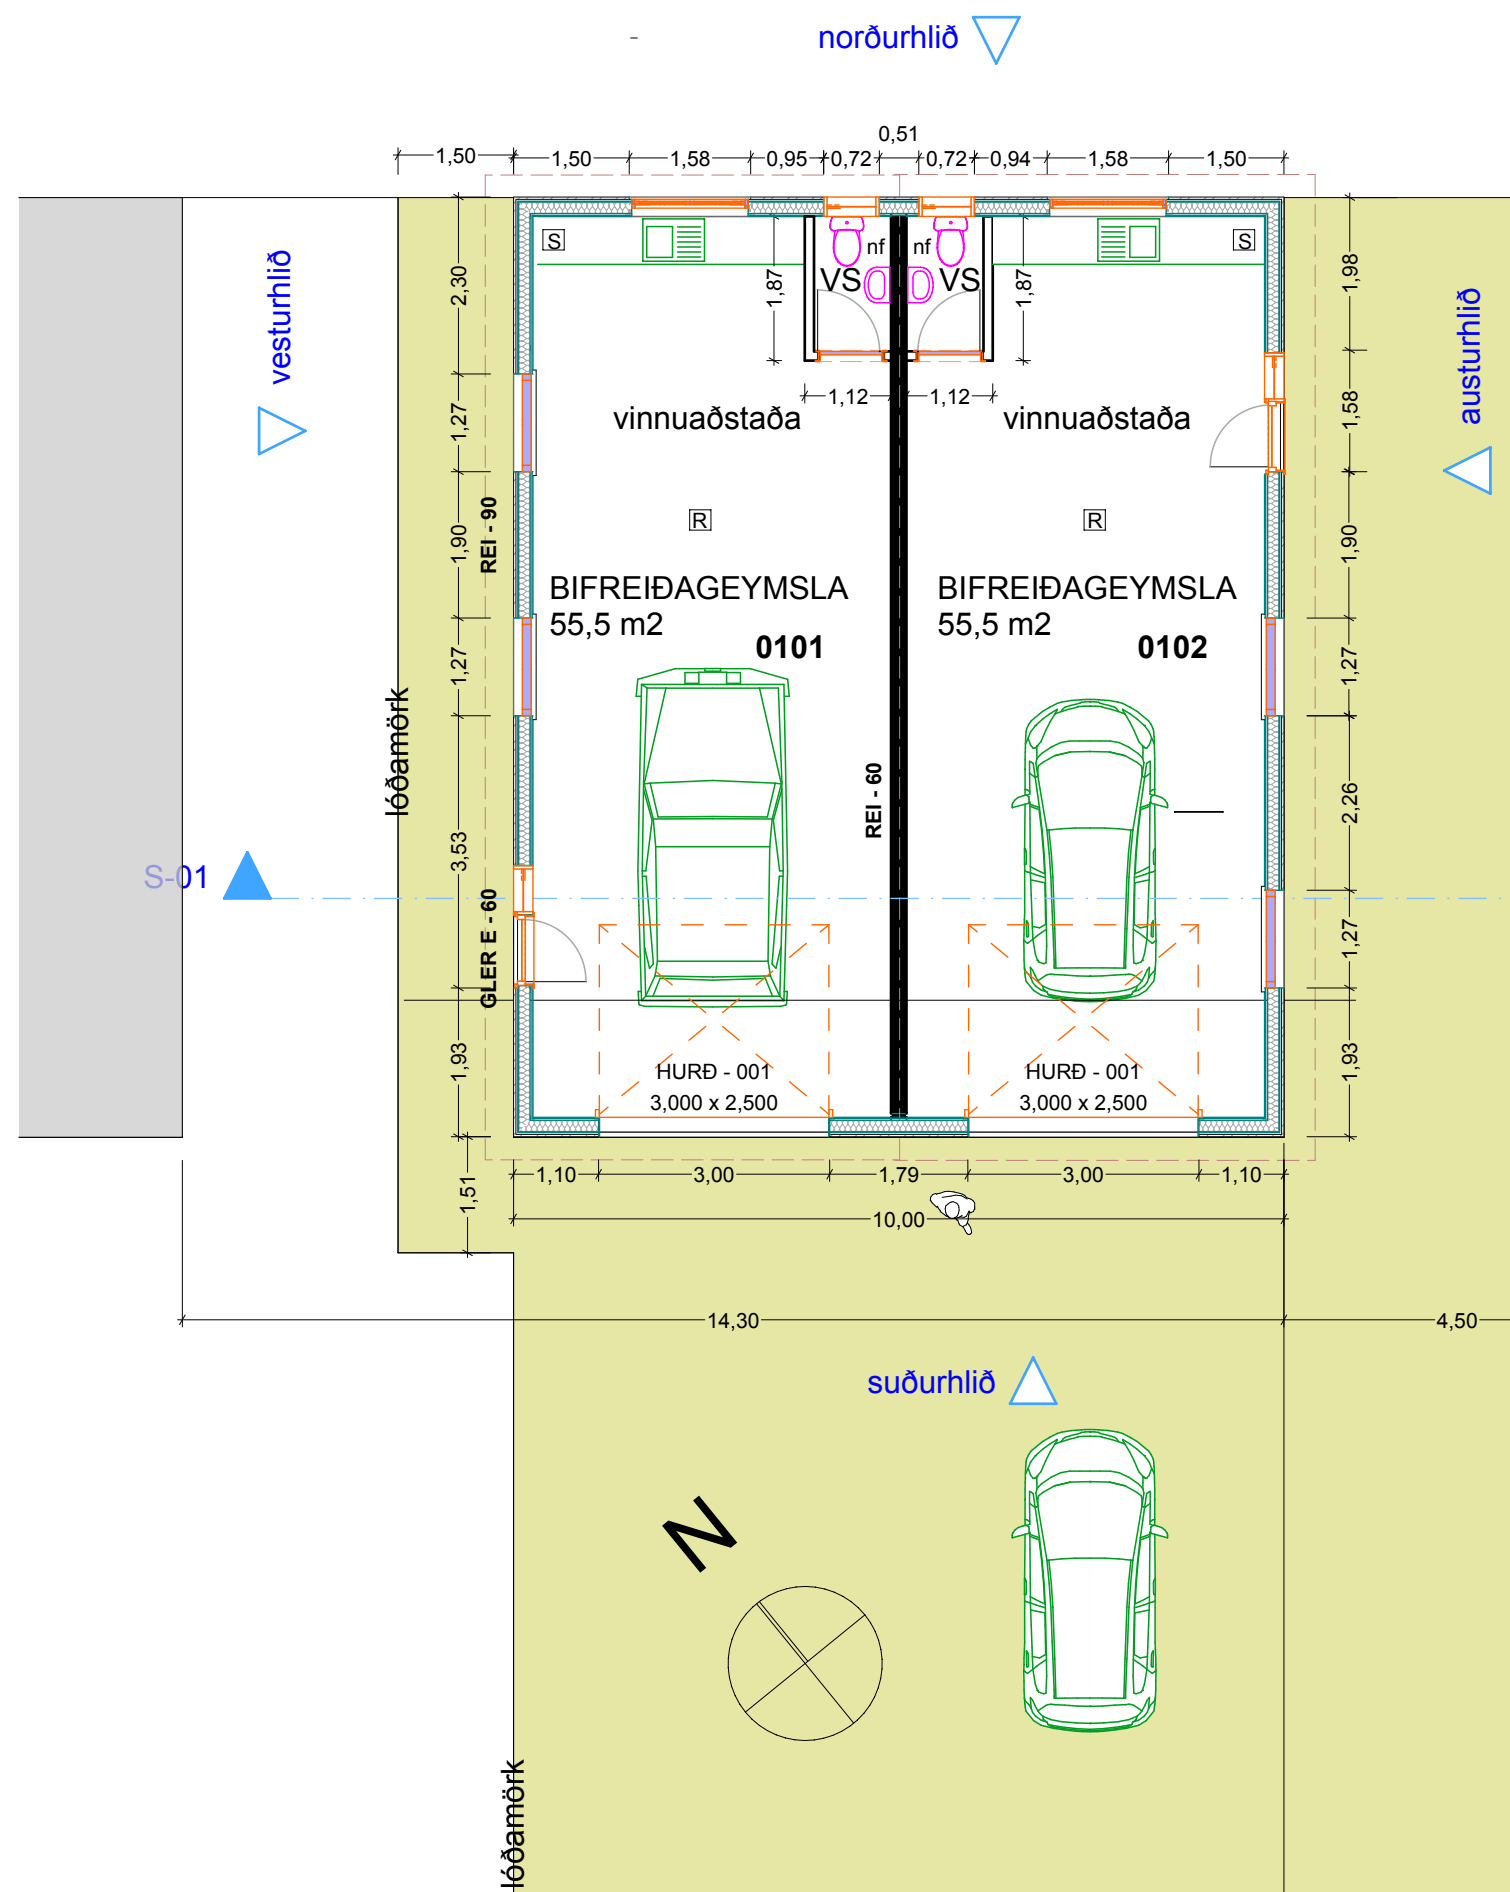 norðurhlið
0,51
1,50
1,50
1,58
0,95
0,72
0,72
0,94
1,58
1,50
S
nf
nf
S
VS
VS
vesturhlið
2,30
1,87
1,87
1,98
austurhlið
1,12
1,12
vinnuaðstaða
vinnuaðstaða
1,27
1,58
R
R
1,90
REI - 90
1,90
BIFREIÐAGEYMSLA
55,5 m2
0101
BIFREIÐAGEYMSLA
55,5 m2
0102
1,27
1,27
lóðamörk
REI - 60
2,26
3,53
S-01
GLER E - 60
1,27
1,93
1,93
HURÐ - 001
3,000 x 2,500
HURÐ - 001
3,000 x 2,500
1,51
1,10
3,00
1,79
3,00
1,10
10,00
14,30
4,50
suðurhlið
N
lóðamörk